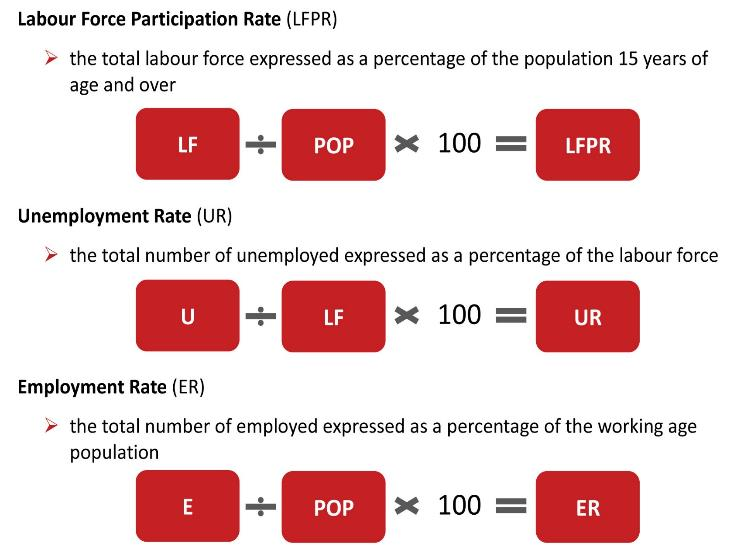 Labour Force Participation Rate (LFPR)
➢ the total labour force expressed as a percentage of the population 15 years of
age and over
LF ÷ POP × 100 = LFPR
Unemployment Rate (UR)
➢ the total number of unemployed expressed as a percentage of the labour force
U ÷ LF × 100 = UR
Employment Rate (ER)
➢ the total number of employed expressed as a percentage of the working age
population
E ÷ POP × 100 = ER